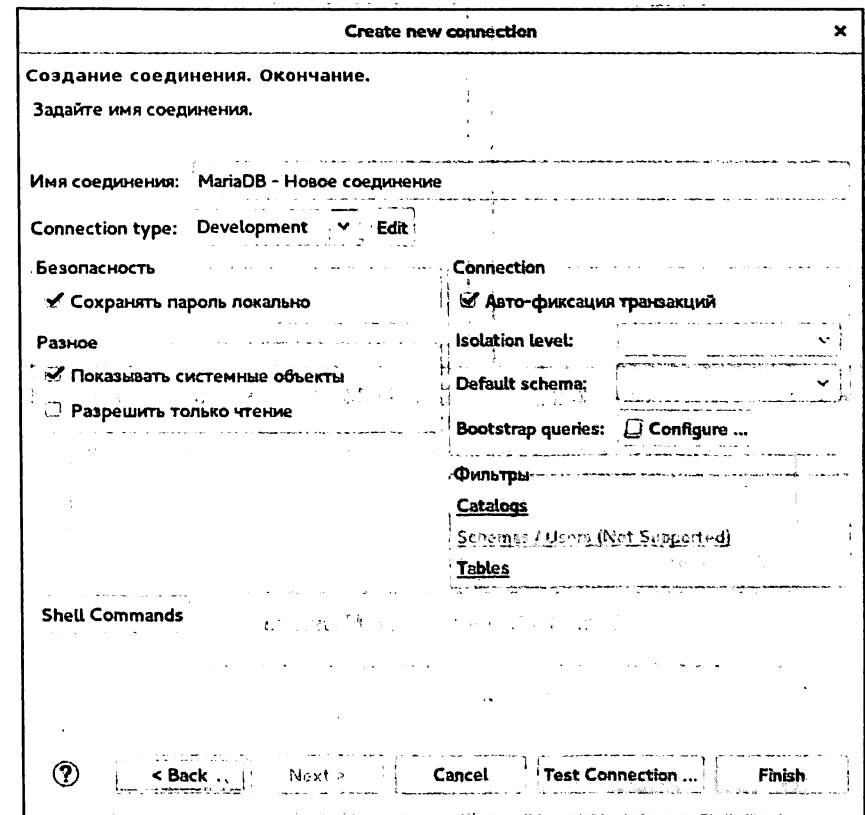 Create new connection ×
Создание соединения. Окончание.
Задайте имя соединения.
Имя соединения: MariaDB - Новое соединение
Connection type: Development Edit
Безопасность
Сохранять пароль локально
Разное
Показывать системные объекты
Разрешить только чтение
Connection
Авто-фиксация транзакций
Isolation level:
Default schema:
Bootstrap queries: Configure ...
Фильтры
Catalogs
Schemas / Users (Not Supported)
Tables
Shell Commands
? < Back Next > Cancel Test Connection ... Finish